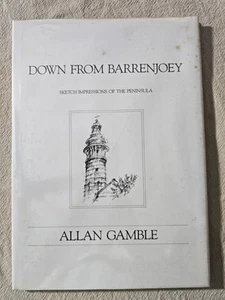 DOWN FROM BARRENJOEY
SKETCH IMPRESSIONS OF THE PENINSULA
ALLAN GAMBLE